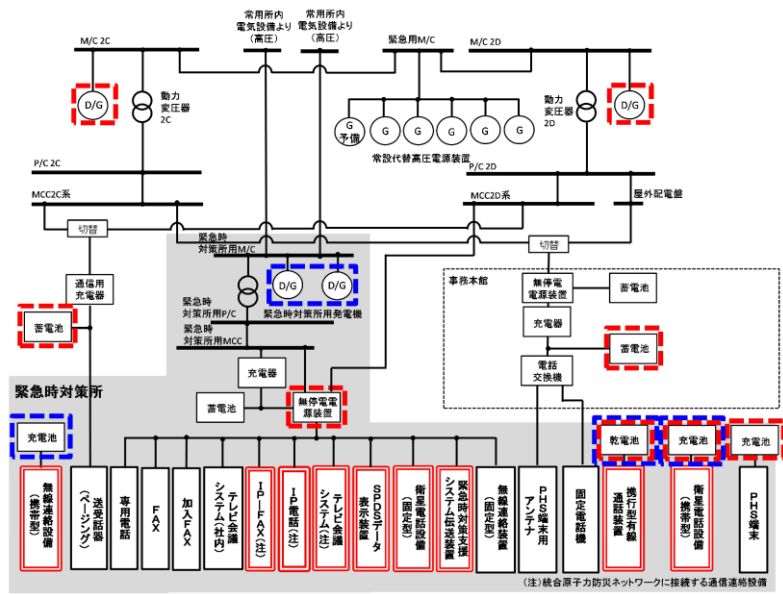 常用所内
電気設備より
(高圧)
常用所内
電気設備より
(高圧)
M/C 2C
緊急用M/C
M/C 2D
D/G
動力
変圧器
2C
G
予備
G
G
G
G
G
常設代替高圧電源装置
動力
変圧器
2D
D/G
P/C 2C
P/C 2D
MCC2C系
MCC2D系
屋外配電盤
切替
緊急時
対策所用M/C
切替
事務本館
通信用
充電器
D/G
D/G
無停電
電源装置
蓄電池
緊急時
対策所用P/C
緊急時対策所用発電機
蓄電池
充電器
緊急時
対策所用MCC
蓄電池
充電器
電話
交換機
緊急時対策所
蓄電池
無停電電
源装置
充電池
乾電池
充電池
充電池
無線連絡設備
(携帯型)
送受話器
(ページング)
専用電話
FAX
加入FAX
テレビ会議
システム(社内)
IP-FAX(注)
IP電話(注)
テレビ会議
システム(注)
SPDSデータ
表示装置
衛星電話設備
(固定型)
緊急時対策支援
システム伝送装置
無線連絡装置
(固定型)
PHS端末用
アンテナ
固定電話機
携行型有線
通話装置
衛星電話設備
(携帯型)
PHS端末
(注)統合原子力防災ネットワークに接続する通信連絡設備